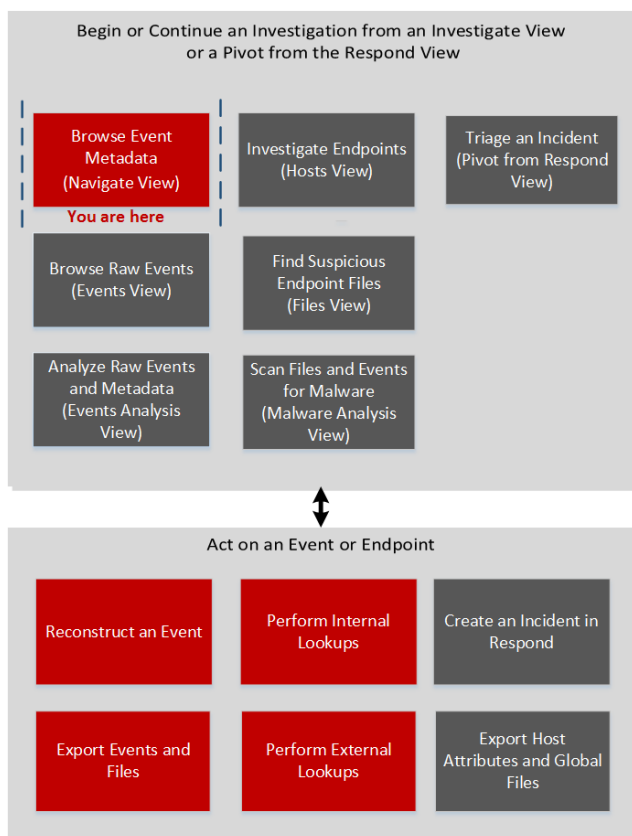 Begin or Continue an Investigation from an Investigate View
or a Pivot from the Respond View
Browse Event
Metadata
(Navigate View)
You are here
Investigate Endpoints
(Hosts View)
Triage an Incident
(Pivot from Respond
View)
Browse Raw Events
(Events View)
Find Suspicious
Endpoint Files
(Files View)
Analyze Raw Events
and Metadata
(Events Analysis
View)
Scan Files and Events
for Malware
(Malware Analysis
View)
Act on an Event or Endpoint
Reconstruct an Event
Perform Internal
Lookups
Create an Incident in
Respond
Export Events and
Files
Perform External
Lookups
Export Host
Attributes and Global
Files